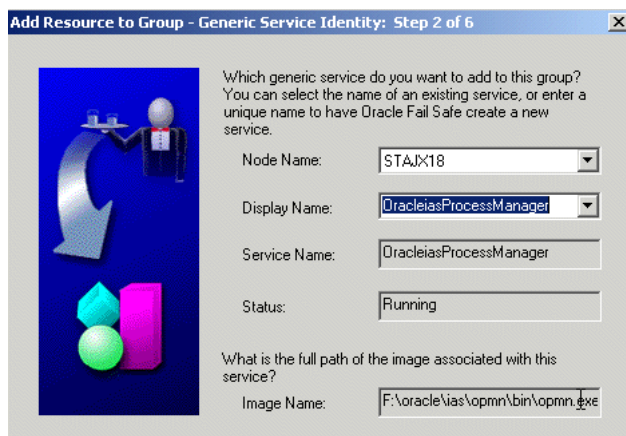 Add Resource to Group - Generic Service Identity: Step 2 of 6
Which generic service do you want to add to this group?
You can select the name of an existing service, or enter a
unique name to have Oracle Fail Safe create a new
service.
Node Name: STAJX18
Display Name: OracleiasProcessManager
Service Name: OracleiasProcessManager
Status: Running
What is the full path of the image associated with this
service?
Image Name: F:\oracle\ias\opmn\bin\opmn.exe